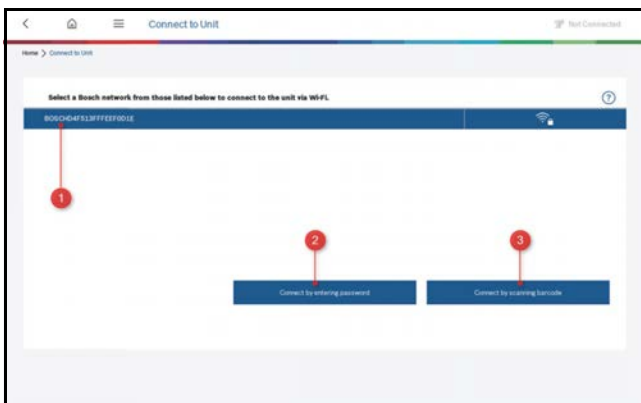 Connect to Unit
Not Connected
Home > Connect to Unit
Select a Bosch network from those listed below to connect to the unit via Wi-Fi.
?
1
2
3
Connect by entering password
Connect by scanning barcode